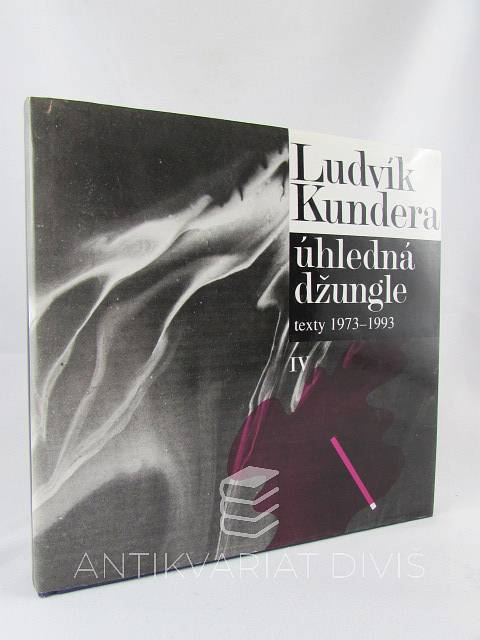 Ludvík
Kundera
úhledná
džungle
texty 1973–1993
IV
ANTIKVARIÁT DIVIŠ